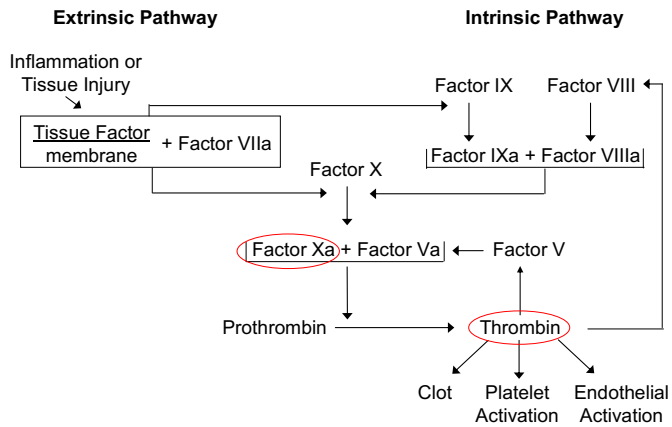 Extrinsic Pathway
Intrinsic Pathway
Inflammation or
Tissue Injury
Tissue Factor
membrane
+ Factor VIIa
Factor IX
Factor VIII
Factor IXa + Factor VIIIa
Factor X
Factor Xa + Factor Va
Factor V
Prothrombin
Thrombin
Clot
Platelet
Activation
Endothelial
Activation